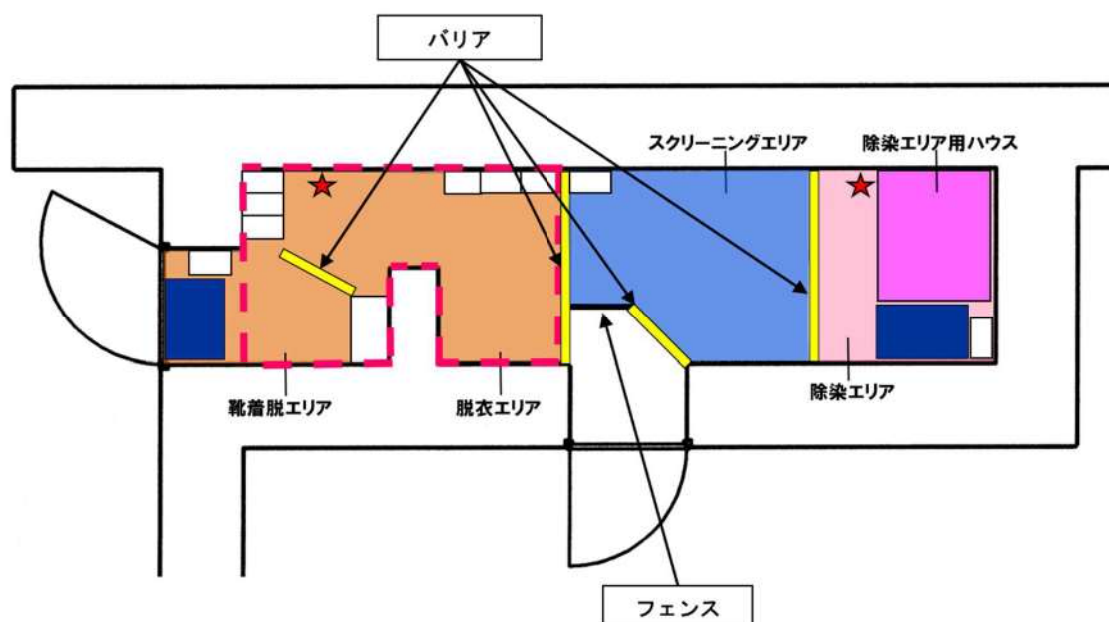 バリア
スクリーニングエリア
除染エリア用ハウス
靴着脱エリア
脱衣エリア
除染エリア
フェンス